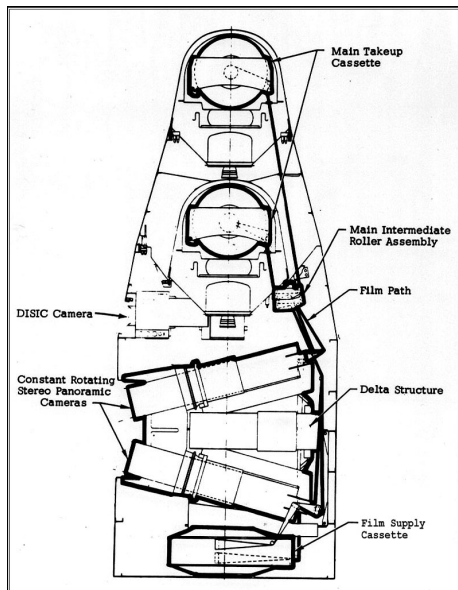 Main Takeup
Cassette
Main Intermediate
Roller Assembly
Film Path
DISIC Camera
Constant Rotating
Stereo Panoramic
Cameras
Delta Structure
Film Supply
Cassette